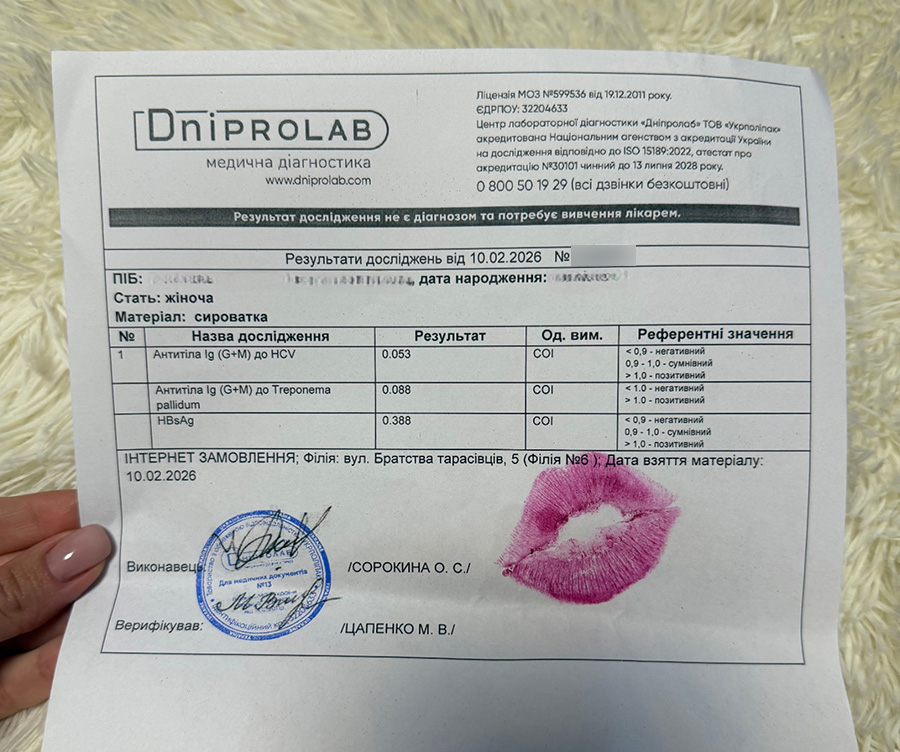 DNIPROLAB
медична діагностика
www.dniprolab.com
Ліцензія МОЗ №599536 від 19.12.2011 року.
ЄДРПОУ: 32204633
Центр лабораторної діагностики «Дніпролаб» ТОВ «Укрполіпак»
акредитована Національним агенством з акредитації України
на дослідження відповідно до ISO 15189:2022, атестат про
акредитацію №30101 чинний до 13 липня 2028 року.
0 800 50 19 29 (всі дзвінки безкоштовні)
Результат дослідження не є діагнозом та потребує вивчення лікарем.
Результати досліджень від 10.02.2026 №
ПІБ: , дата народження:
Стать: жіноча
Матеріал: сироватка
№ Назва дослідження Результат Од. вим. Референтні значення
1 Антитіла Ig (G+M) до HCV 0.053 COI < 0,9 - негативний
0,9 - 1,0 - сумнівний
> 1,0 - позитивний
Антитіла Ig (G+M) до Treponema pallidum 0.088 COI < 1.0 - негативний
> 1.0 - позитивний
HBsAg 0.388 COI < 0,9 - негативний
0,9 - 1,0 - сумнівний
> 1,0 - позитивний
ІНТЕРНЕТ ЗАМОВЛЕННЯ; Філія: вул. Братства тарасівців, 5 (Філія №6 ); Дата взяття матеріалу:
10.02.2026
Виконавець: /СОРОКИНА О. С./
Для медичних документів
№13
Верифікував: /ЦАПЕНКО М. В./